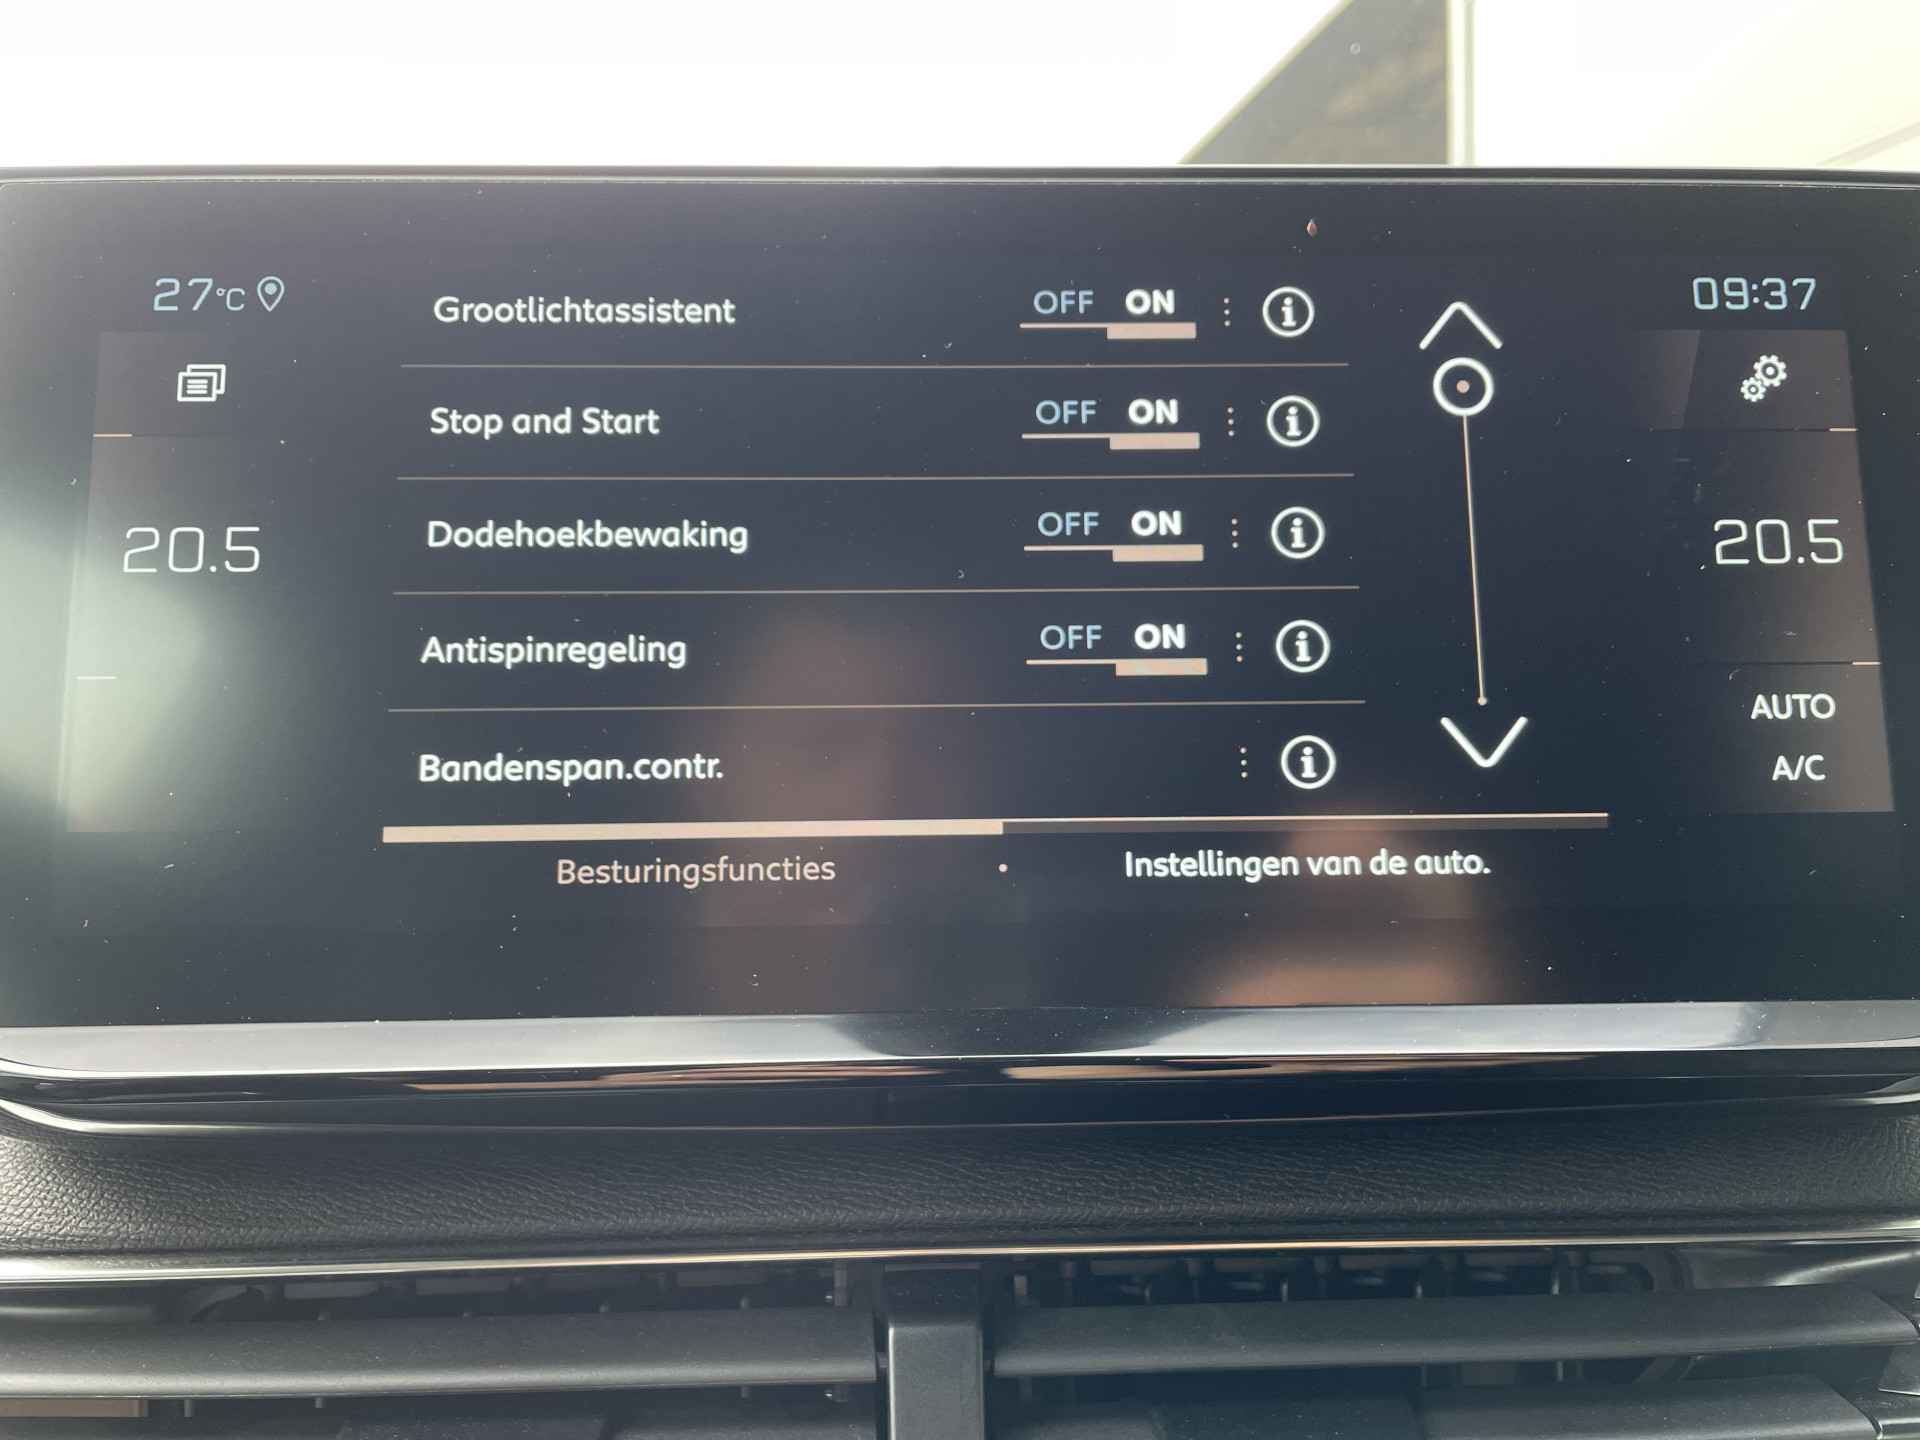 27°C
09:37
Grootlichtassistent OFF ON
Stop and Start OFF ON
20.5
Dodehoekbewaking OFF ON
20.5
Antispinregeling OFF ON
AUTO
A/C
Bandenspan.contr.
Besturingsfuncties
Instellingen van de auto.